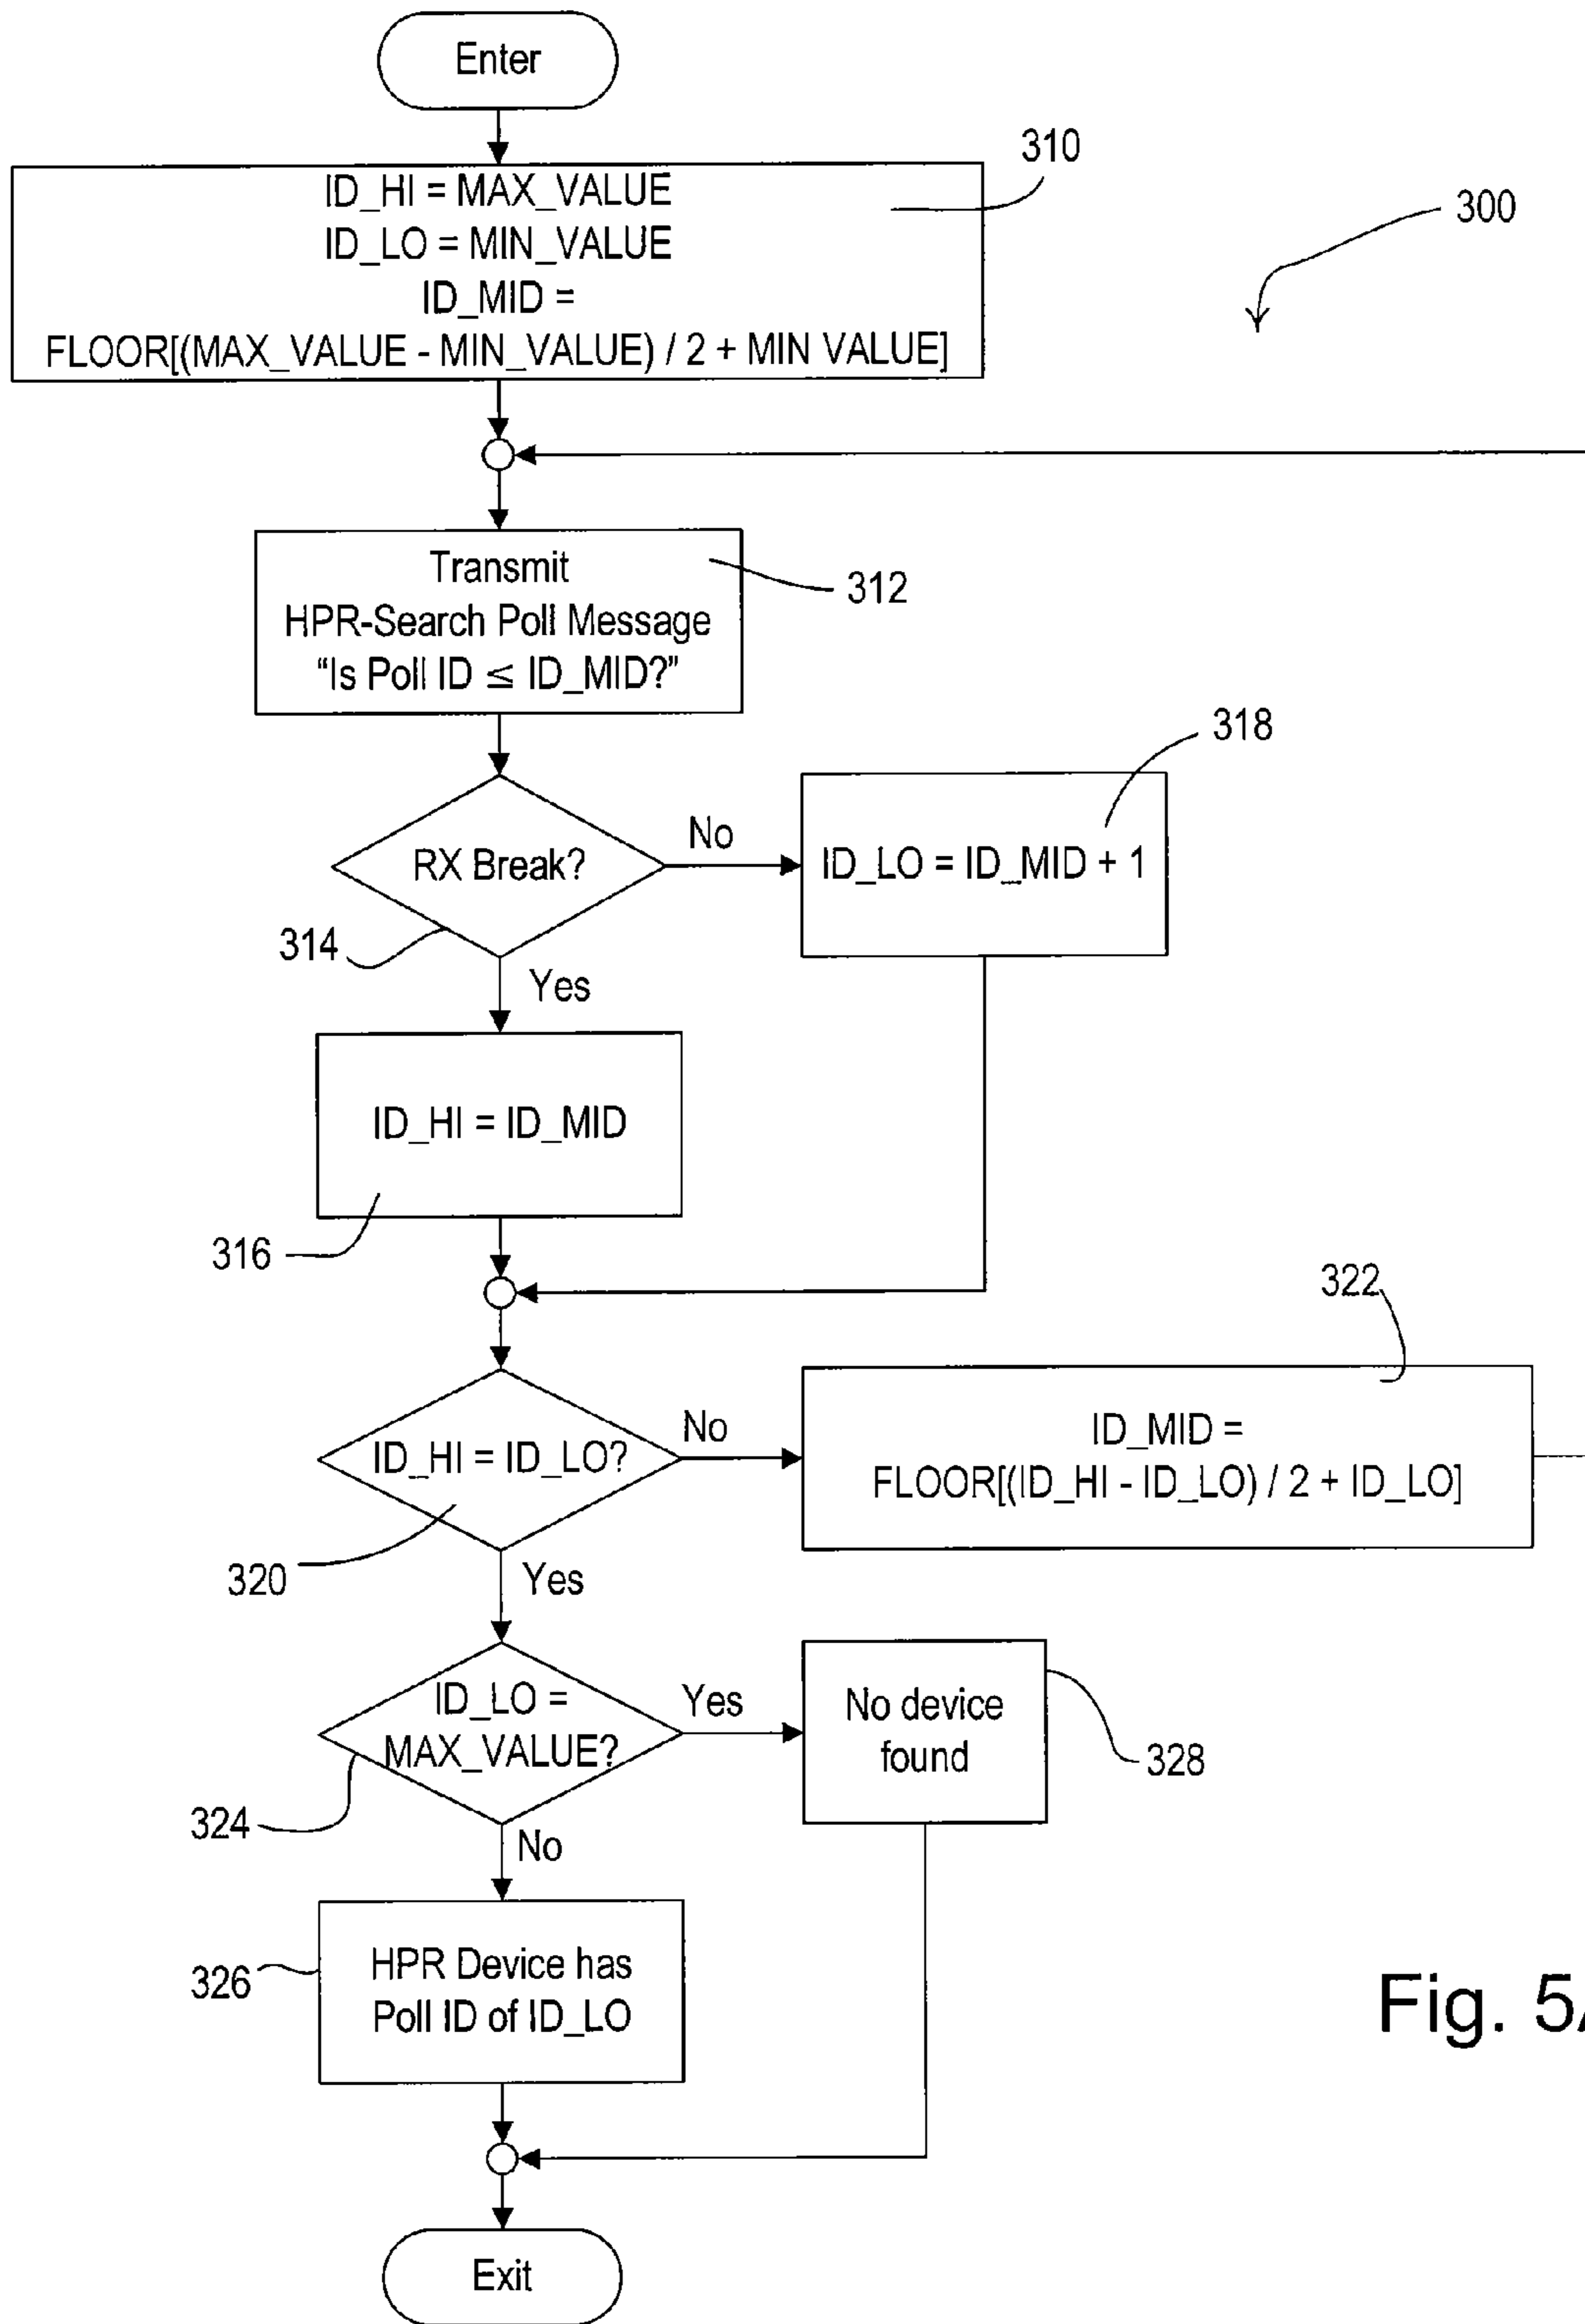 Enter
310
ID_HI = MAX_VALUE
ID_LO = MIN_VALUE
ID_MID =
FLOOR[(MAX_VALUE - MIN_VALUE) / 2 + MIN VALUE]
300
Transmit
HPR-Search Poll Message
“Is Poll ID ≤ ID_MID?”
312
318
RX Break?
No
ID_LO = ID_MID + 1
314
Yes
ID_HI = ID_MID
316
322
ID_HI = ID_LO?
No
ID_MID =
FLOOR[(ID_HI - ID_LO) / 2 + ID_LO]
320
Yes
ID_LO =
MAX_VALUE?
Yes
No device
found
328
324
No
HPR Device has
Poll ID of ID_LO
326
Fig. 5A
Exit